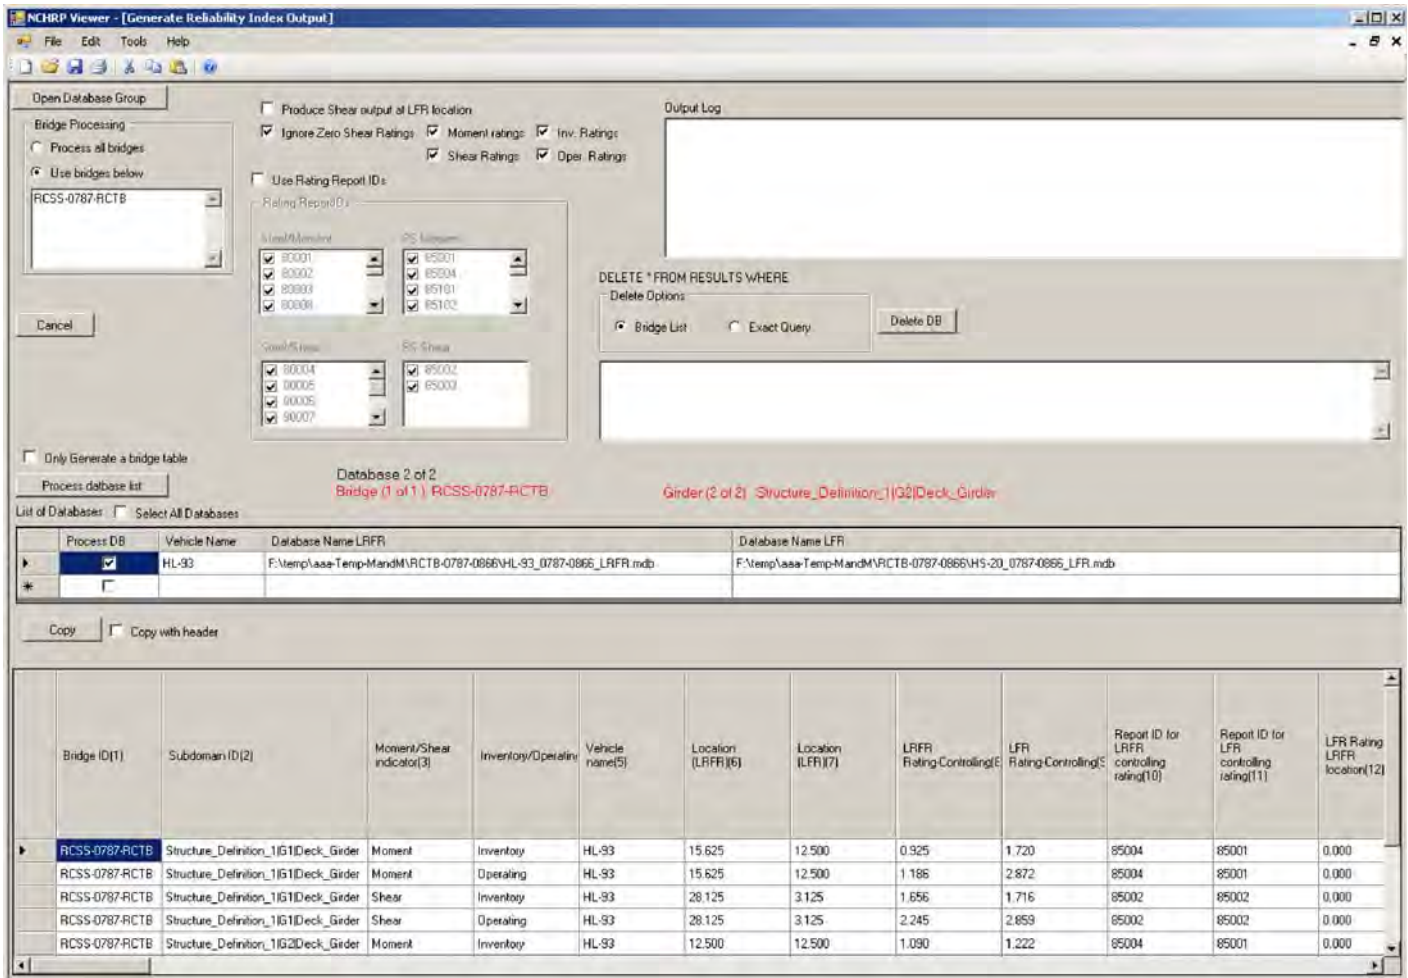 NCHRP Viewer - [Generate Reliability Index Output]
File Edit Tools Help
Open Database Group
Bridge Processing
Process all bridges
Use bridges below
RCSS-0787-RCTB
Cancel
Produce Shear output at LFR location
Ignore Zero Shear Ratings Moment ratings Inv. Ratings
Shear Ratings Oper. Ratings
Use Rating Report IDs
Rating ReportIDs
Steel/Moment PS Moment
80001 85001
80002 85004
80003 85101
80008 85102
PS Shear
80004 85002
85003
Output Log
DELETE * FROM RESULTS WHERE
Delete Options
Bridge List Exact Query
Delete DB
Only Generate a bridge table
Process datbase list
Database 2 of 2
Bridge (1 of 1 ) RCSS-0787-RCTB
Girder (2 of 2) Structure_Definition_1|G2|Deck_Girder
List of Databases Select All Databases
Process DB Vehicle Name Database Name LRFR Database Name LFR
HL-93 F:\temp\aaa-Temp-MandM\RCTB-0787-0866\HL-93_0787-0866_LRFR.mdb F:\temp\aaa-Temp-MandM\RCTB-0787-0866\HS-20_0787-0866_LFR.mdb
Copy Copy with header
Bridge ID(1) Subdomain ID(2) Moment/Shear indicator(3) Inventory/Operating Vehicle name(5) Location (LRFR)(6) Location (LFR)(7) LRFR Rating-Controlling( LFR Rating-Controlling( Report ID for LRFR controlling rating(10) Report ID for LFR controlling rating(11) LFR Rating LRFR location(12)
RCSS-0787-RCTB Structure_Definition_1|G1|Deck_Girder Moment Inventory HL-93 15.625 12.500 0.925 1.720 85004 85001 0.000
RCSS-0787-RCTB Structure_Definition_1|G1|Deck_Girder Moment Operating HL-93 15.625 12.500 1.186 2.872 85004 85001 0.000
RCSS-0787-RCTB Structure_Definition_1|G1|Deck_Girder Shear Inventory HL-93 28.125 3.125 1.656 1.716 85002 85002 0.000
RCSS-0787-RCTB Structure_Definition_1|G1|Deck_Girder Shear Operating HL-93 28.125 3.125 2.245 2.859 85002 85002 0.000
RCSS-0787-RCTB Structure_Definition_1|G2|Deck_Girder Moment Inventory HL-93 12.500 12.500 1.090 1.222 85004 85001 0.000